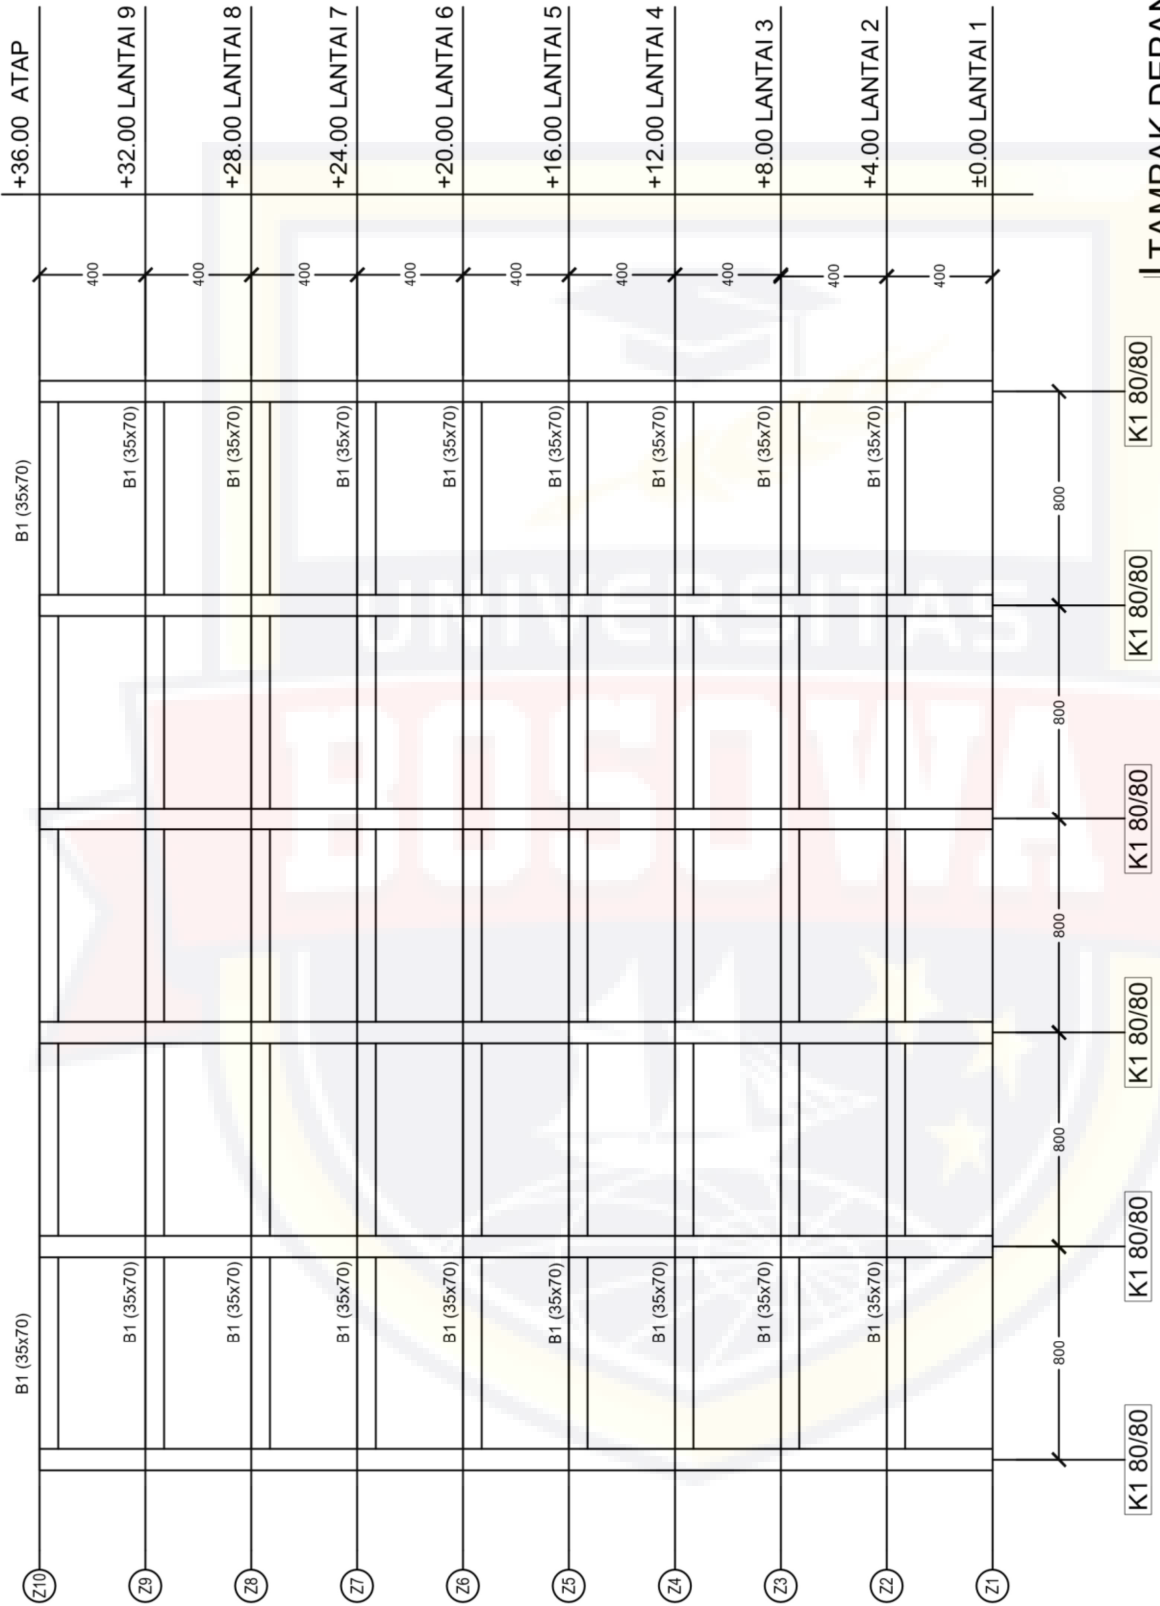 B1 (35x70) B1 (35x70) +36.00 ATAP
Z10
400
B1 (35x70) B1 (35x70) +32.00 LANTAI 9
Z9
400
B1 (35x70) B1 (35x70) +28.00 LANTAI 8
Z8
400
B1 (35x70) B1 (35x70) +24.00 LANTAI 7
Z7
400
B1 (35x70) B1 (35x70) +20.00 LANTAI 6
Z6
400
B1 (35x70) B1 (35x70) +16.00 LANTAI 5
Z5
400
B1 (35x70) B1 (35x70) +12.00 LANTAI 4
Z4
400
B1 (35x70) B1 (35x70) +8.00 LANTAI 3
Z3
400
B1 (35x70) B1 (35x70) +4.00 LANTAI 2
Z2
400
±0.00 LANTAI 1
Z1
800 800 800 800 800
K1 80/80 K1 80/80 K1 80/80 K1 80/80 K1 80/80 K1 80/80
TAMPAK DEPAN
UNIVERSITAS
BOSOWA